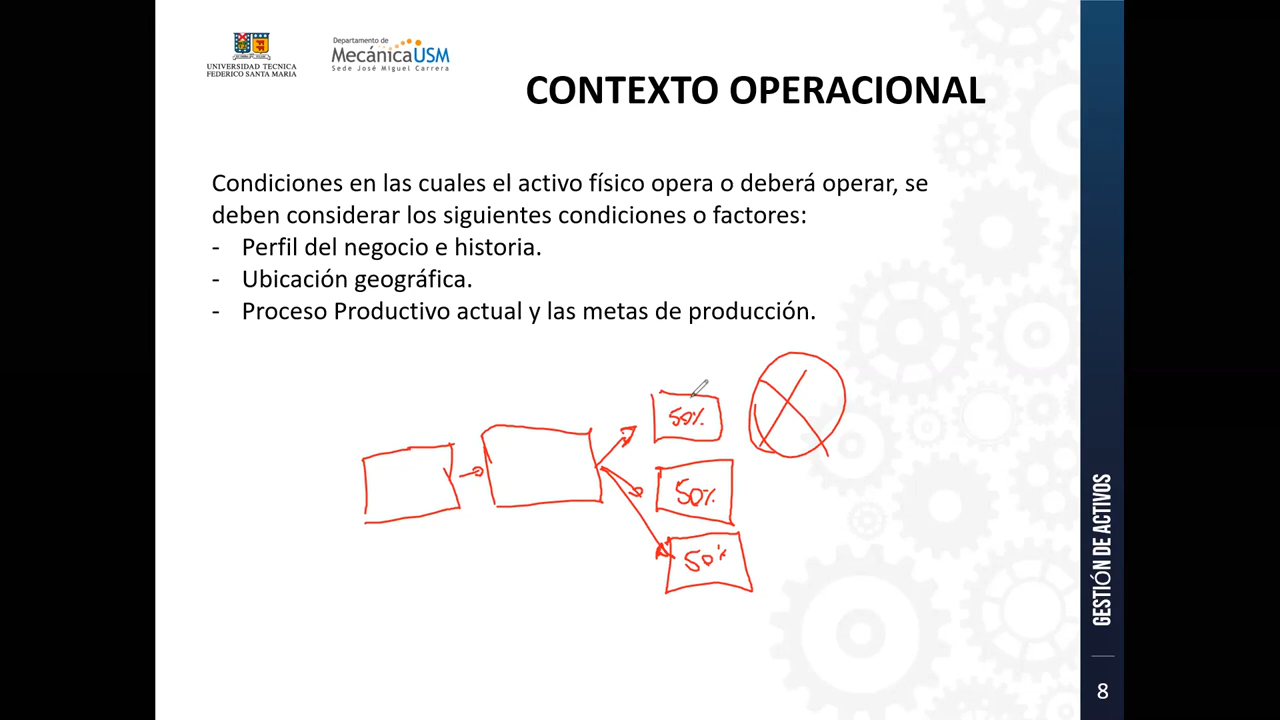 UNIVERSIDAD TECNICA
FEDERICO SANTA MARIA
Departamento de
MecánicaUSM
Sede José Miguel Carrera
CONTEXTO OPERACIONAL
Condiciones en las cuales el activo físico opera o deberá operar, se
deben considerar los siguientes condiciones o factores:
- Perfil del negocio e historia.
- Ubicación geográfica.
- Proceso Productivo actual y las metas de producción.
50%
50%
50%
GESTIÓN DE ACTIVOS
8